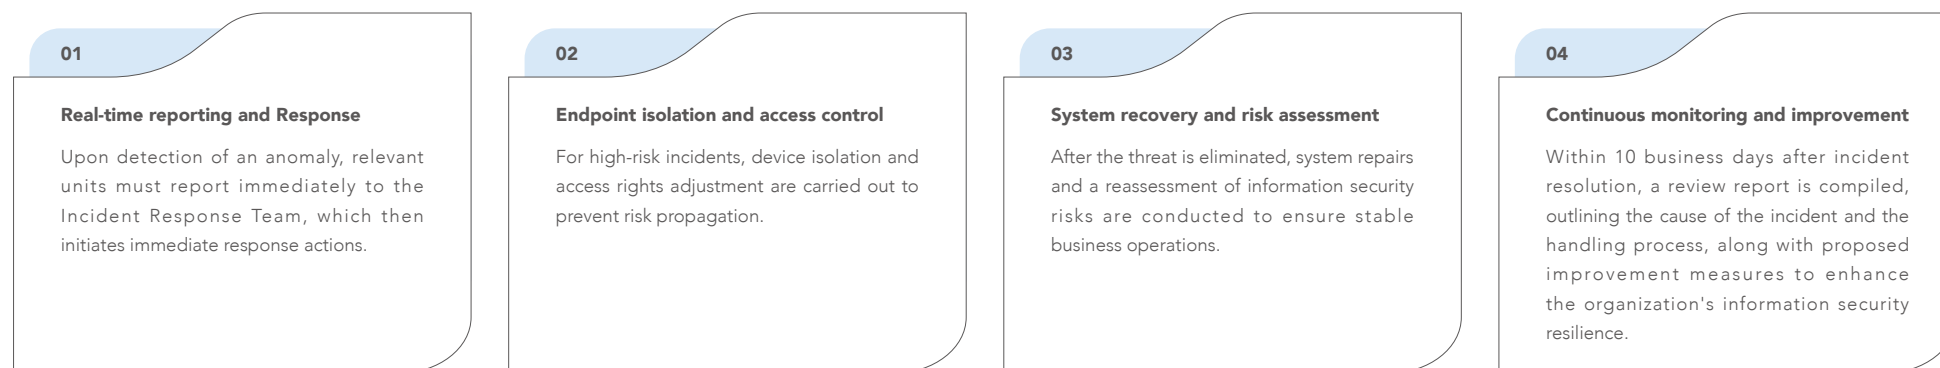 01
Real-time reporting and Response
Upon detection of an anomaly, relevant
units must report immediately to the
Incident Response Team, which then
initiates immediate response actions.
02
Endpoint isolation and access control
For high-risk incidents, device isolation and
access rights adjustment are carried out to
prevent risk propagation.
03
System recovery and risk assessment
After the threat is eliminated, system repairs
and a reassessment of information security
risks are conducted to ensure stable
business operations.
04
Continuous monitoring and improvement
Within 10 business days after incident
resolution, a review report is compiled,
outlining the cause of the incident and the
handling process, along with proposed
improvement measures to enhance
the organization's information security
resilience.